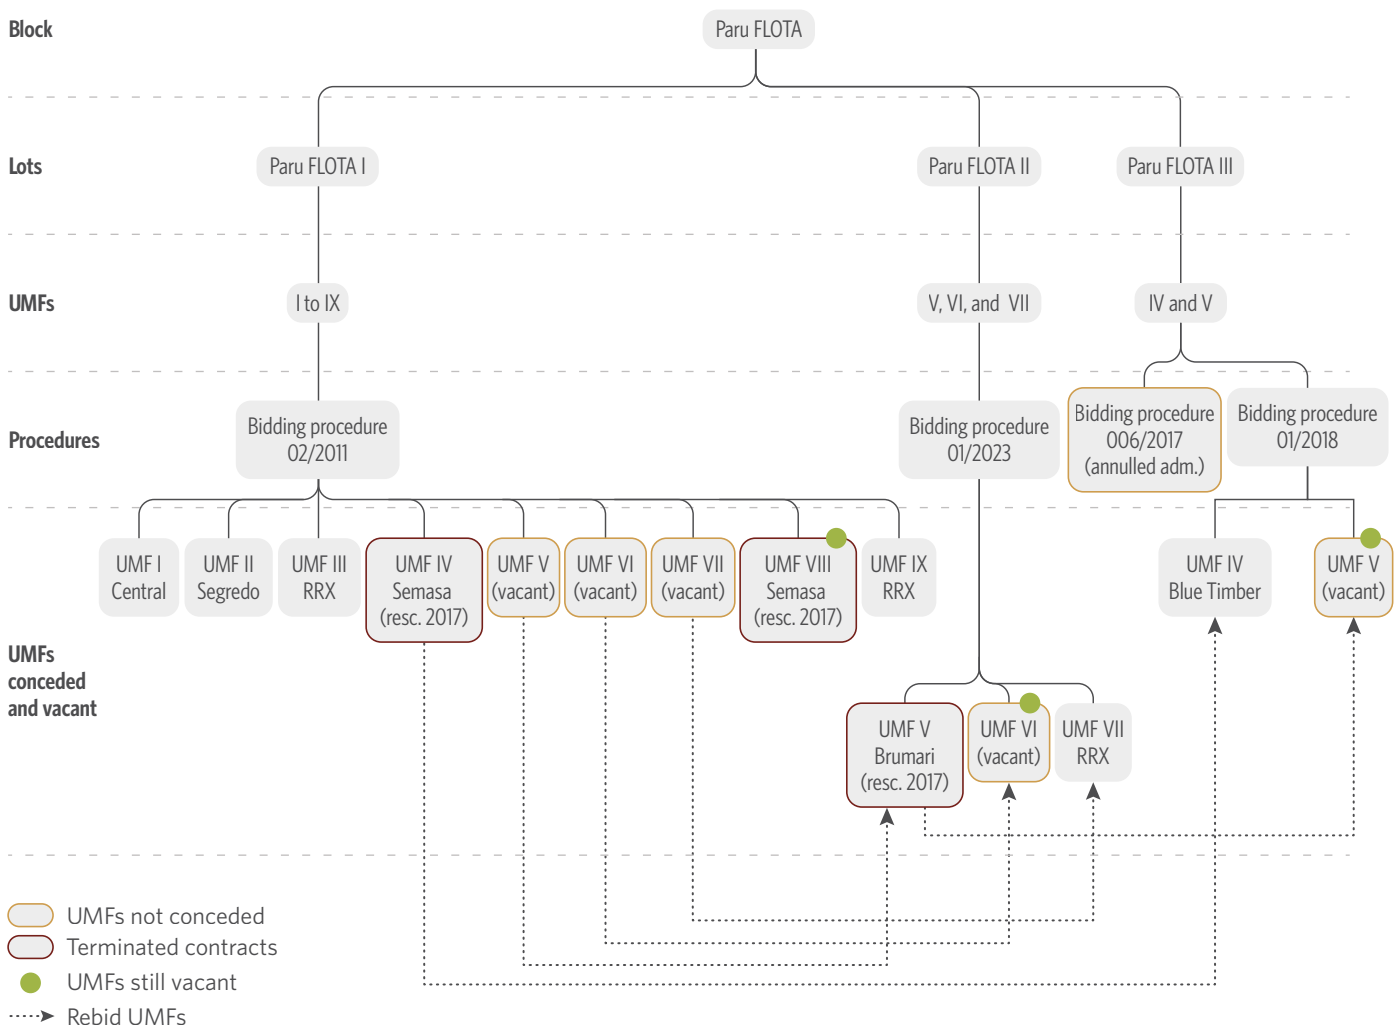 Block
Paru FLOTA
Lots
Paru FLOTA I
Paru FLOTA II
Paru FLOTA III
UMFs
I to IX
V, VI, and VII
IV and V
Procedures
Bidding procedure
02/2011
Bidding procedure
01/2023
Bidding procedure
006/2017
(annulled adm.)
Bidding procedure
01/2018
UMFs
conceded
and vacant
UMF I
Central
UMF II
Segredo
UMF III
RRX
UMF IV
Semasa
(resc. 2017)
UMF V
(vacant)
UMF VI
(vacant)
UMF VII
(vacant)
UMF VIII
Semasa
(resc. 2017)
UMF IX
RRX
UMF IV
Blue Timber
UMF V
(vacant)
UMF V
Brumari
(resc. 2017)
UMF VI
(vacant)
UMF VII
RRX
UMFs not conceded
Terminated contracts
UMFs still vacant
Rebid UMFs